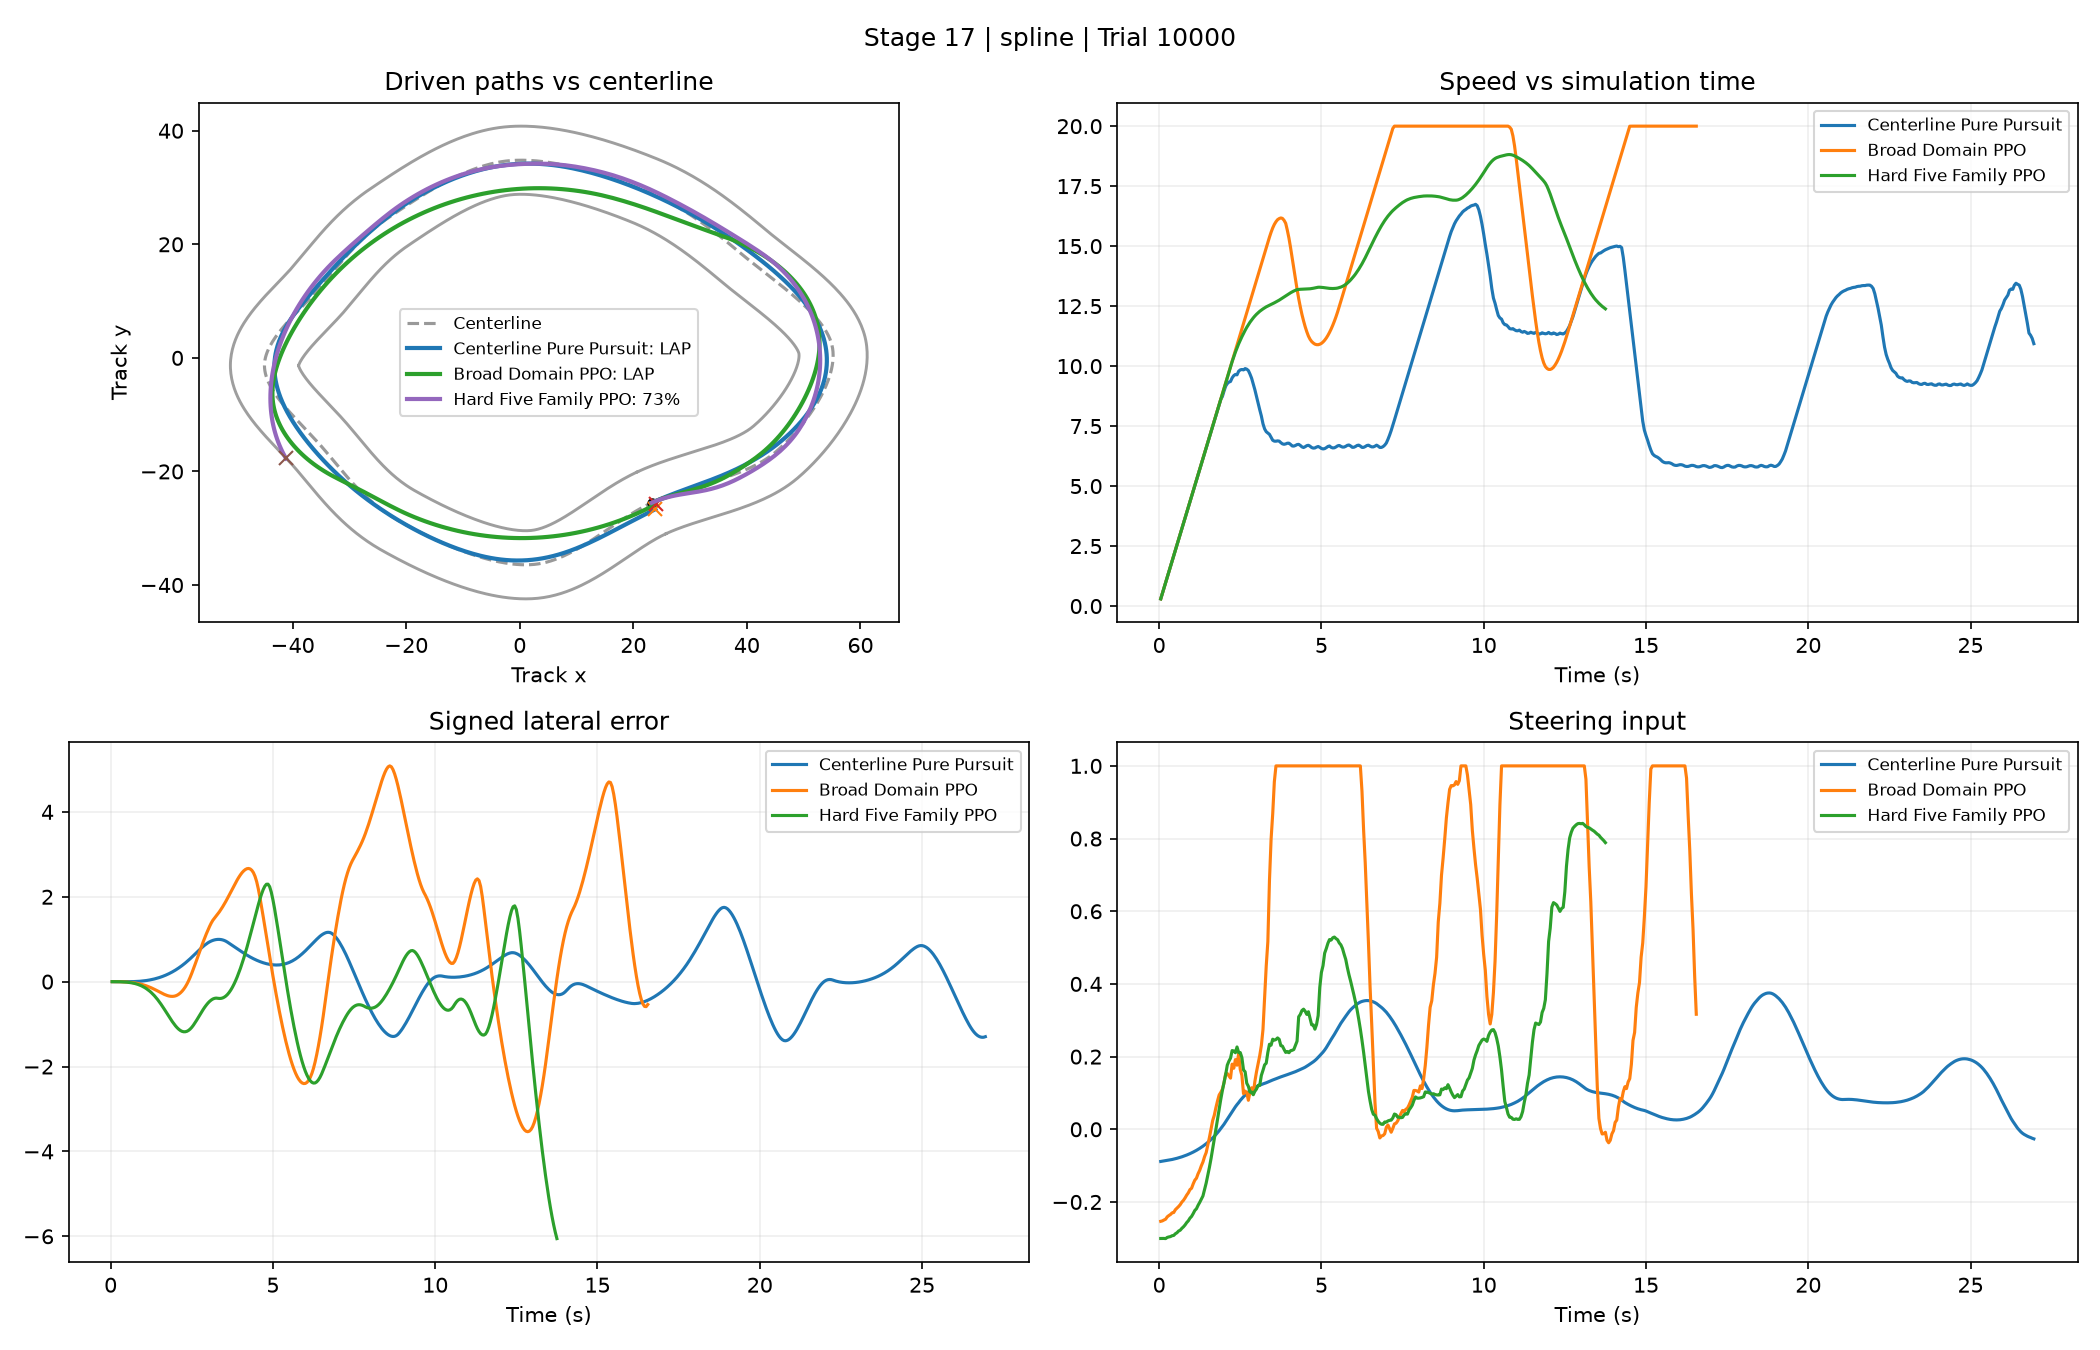 Stage 17 | spline | Trial 10000
Driven paths vs centerline
40
20
0
−20
−40
Track y
−40
−20
0
20
40
60
Track x
Centerline
Centerline Pure Pursuit: LAP
Broad Domain PPO: LAP
Hard Five Family PPO: 73%
Speed vs simulation time
20.0
17.5
15.0
12.5
10.0
7.5
5.0
2.5
0.0
0
5
10
15
20
25
Time (s)
Centerline Pure Pursuit
Broad Domain PPO
Hard Five Family PPO
Signed lateral error
4
2
0
−2
−4
−6
0
5
10
15
20
25
Time (s)
Centerline Pure Pursuit
Broad Domain PPO
Hard Five Family PPO
Steering input
1.0
0.8
0.6
0.4
0.2
0.0
−0.2
0
5
10
15
20
25
Time (s)
Centerline Pure Pursuit
Broad Domain PPO
Hard Five Family PPO